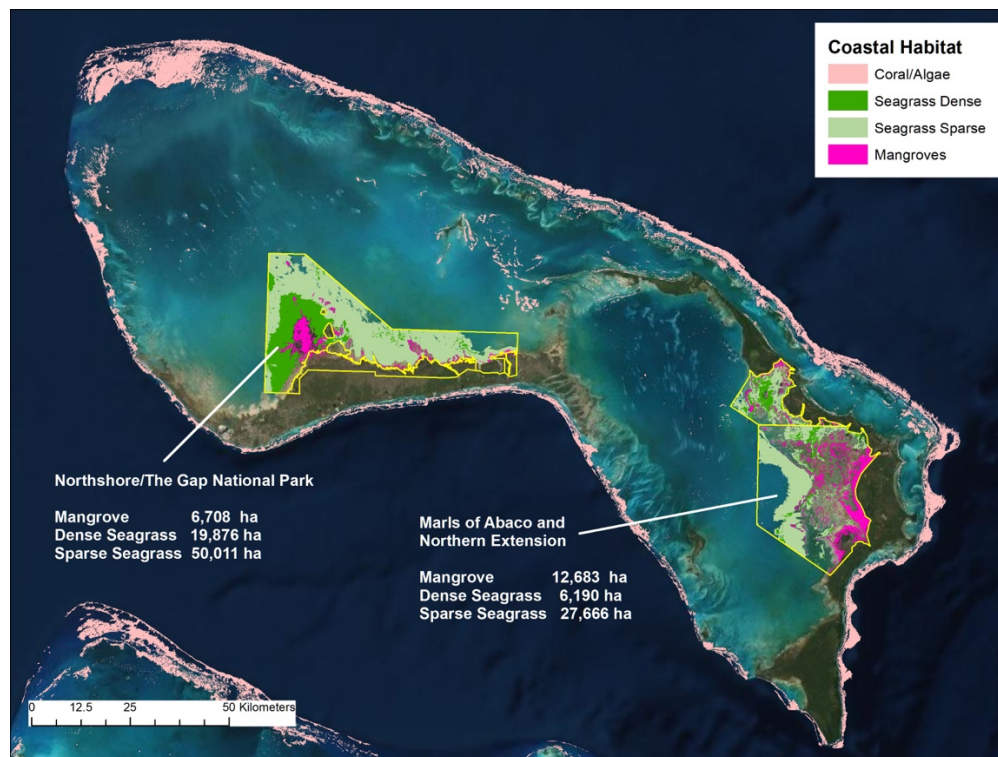 Coastal Habitat
Coral/Algae
Seagrass Dense
Seagrass Sparse
Mangroves
Northshore/The Gap National Park
Mangrove 6,708 ha
Dense Seagrass 19,876 ha
Sparse Seagrass 50,011 ha
Marls of Abaco and
Northern Extension
Mangrove 12,683 ha
Dense Seagrass 6,190 ha
Sparse Seagrass 27,666 ha
0 12.5 25 50 Kilometers